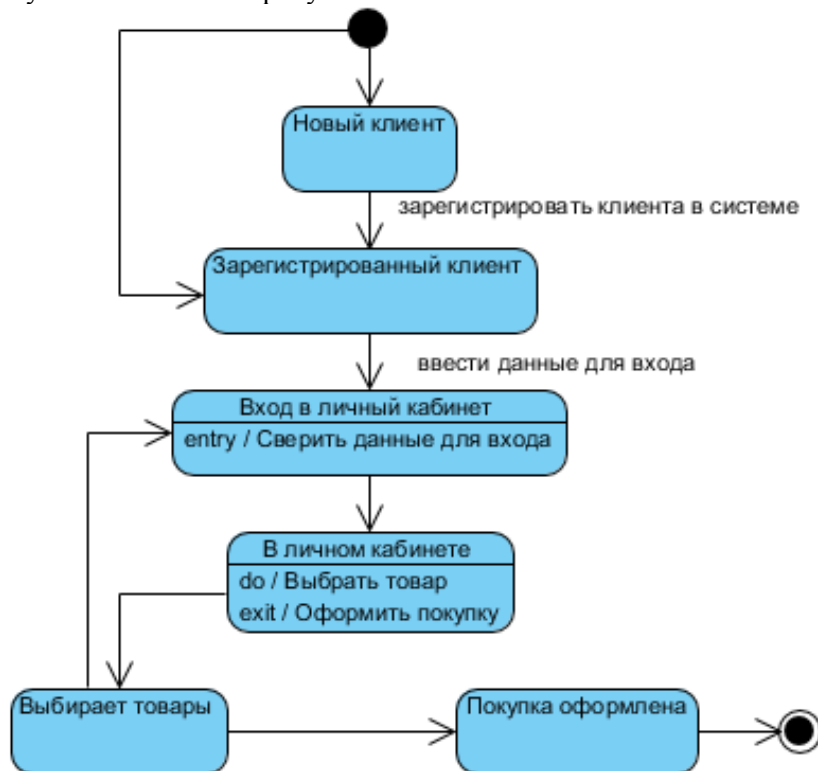 Новый клиент
зарегистрировать клиента в системе
Зарегистрированный клиент
ввести данные для входа
Вход в личный кабинет
entry / Сверить данные для входа
В личном кабинете
do / Выбрать товар
exit / Оформить покупку
Выбирает товары
Покупка оформлена